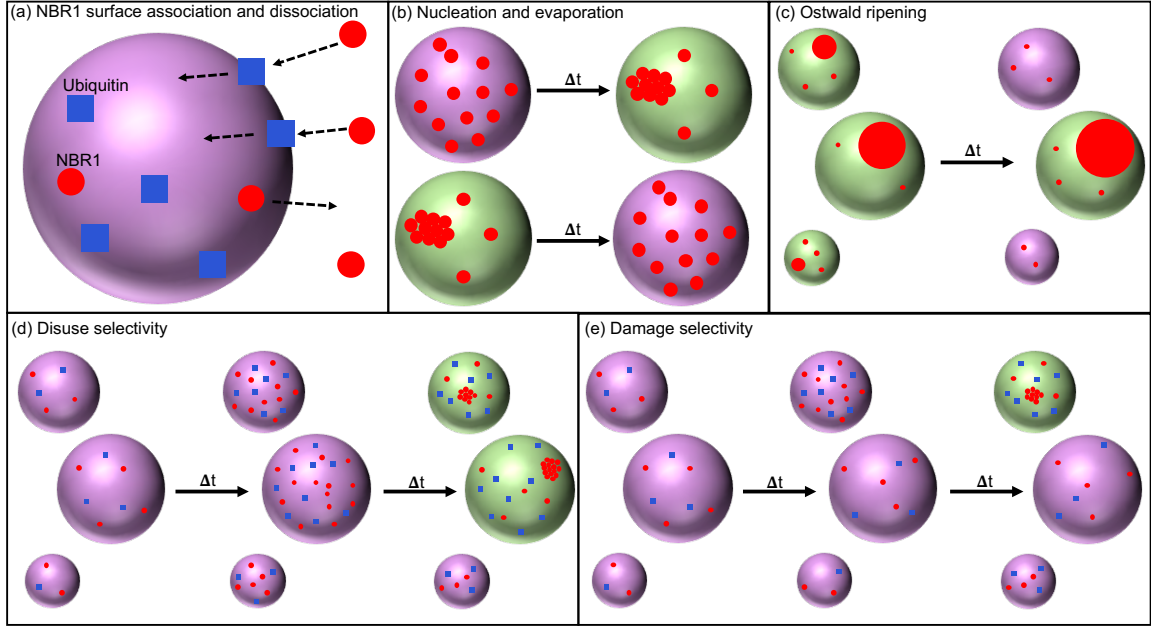 (a) NBR1 surface association and dissociation
Ubiquitin
NBR1
(b) Nucleation and evaporation
Δt
Δt
(c) Ostwald ripening
Δt
(d) Disuse selectivity
Δt
Δt
(e) Damage selectivity
Δt
Δt